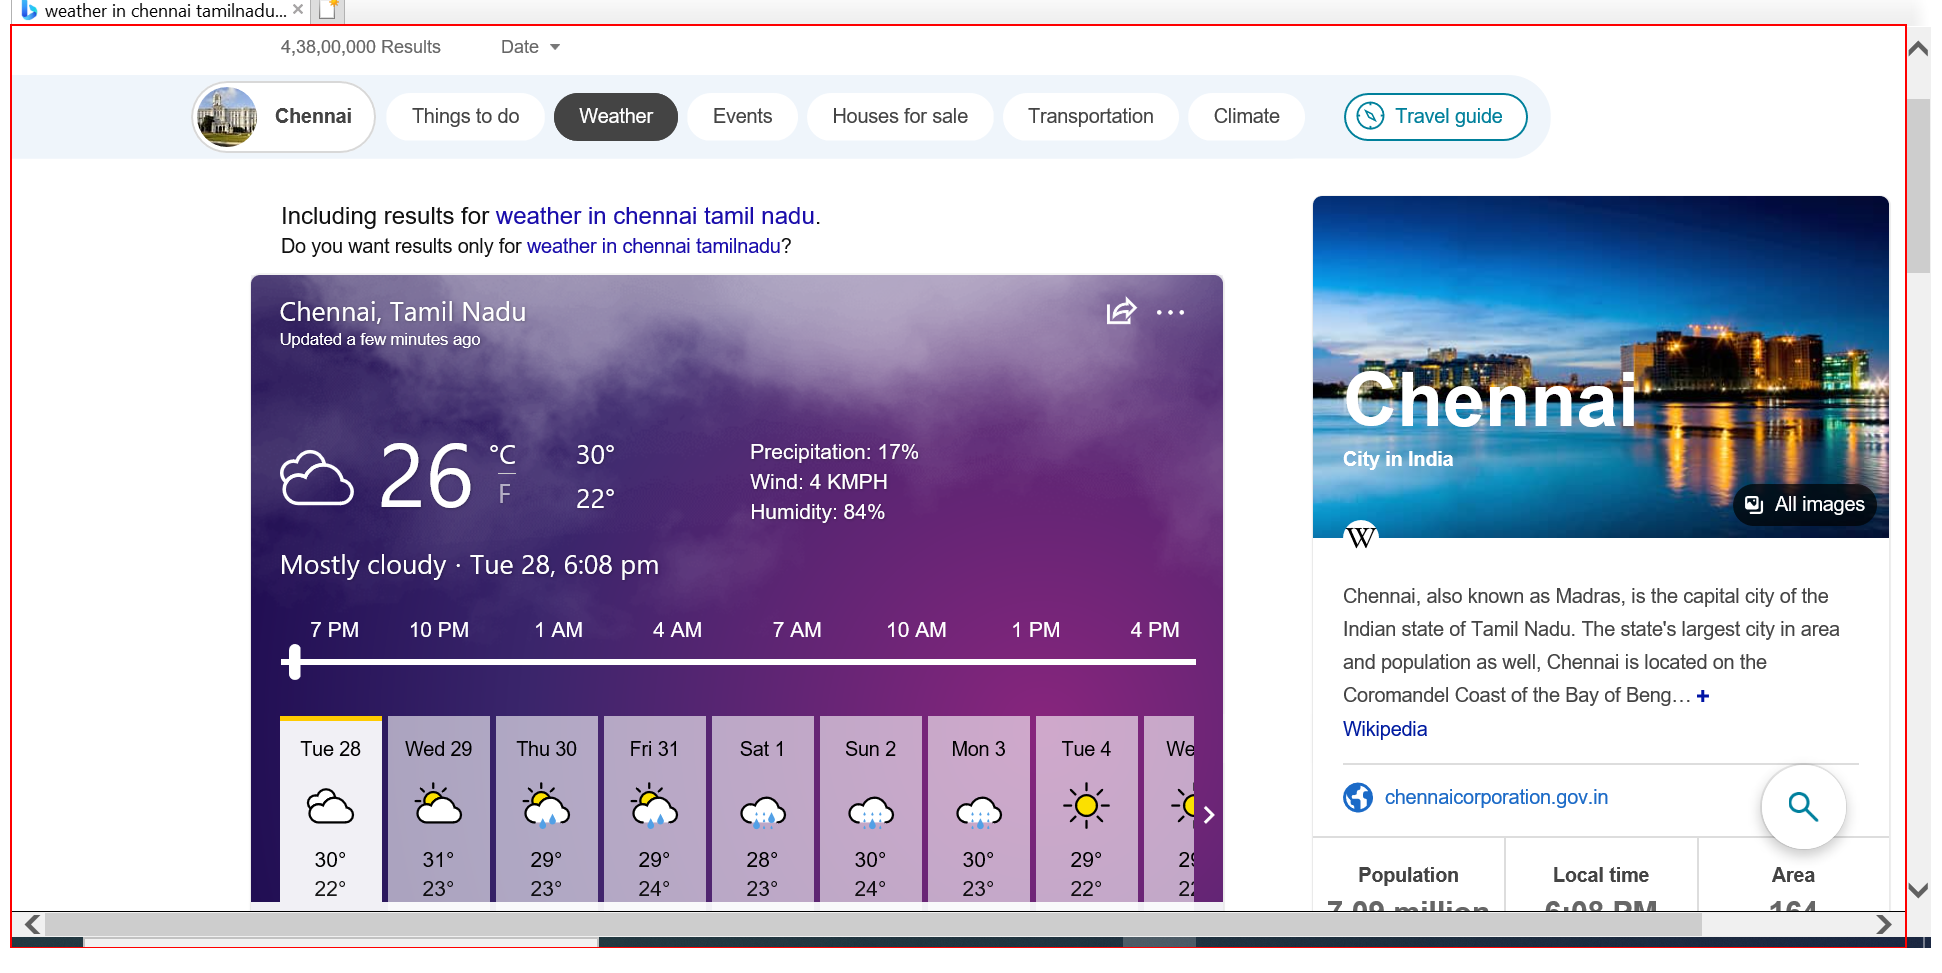 weather in chennai tamilnadu...
4,38,00,000 Results Date
Chennai Things to do Weather Events Houses for sale Transportation Climate Travel guide
Including results for weather in chennai tamil nadu.
Do you want results only for weather in chennai tamilnadu?
Chennai, Tamil Nadu
Updated a few minutes ago
26 °C F
30°
22°
Precipitation: 17%
Wind: 4 KMPH
Humidity: 84%
Mostly cloudy · Tue 28, 6:08 pm
7 PM 10 PM 1 AM 4 AM 7 AM 10 AM 1 PM 4 PM
Tue 28 Wed 29 Thu 30 Fri 31 Sat 1 Sun 2 Mon 3 Tue 4 We
30° 31° 29° 29° 28° 30° 30° 29°
22° 23° 23° 24° 23° 24° 23° 22°
Chennai
City in India
All images
W
Chennai, also known as Madras, is the capital city of the
Indian state of Tamil Nadu. The state's largest city in area
and population as well, Chennai is located on the
Coromandel Coast of the Bay of Beng… +
Wikipedia
chennaicorporation.gov.in
Population Local time Area
7.09 million 6:08 PM 164